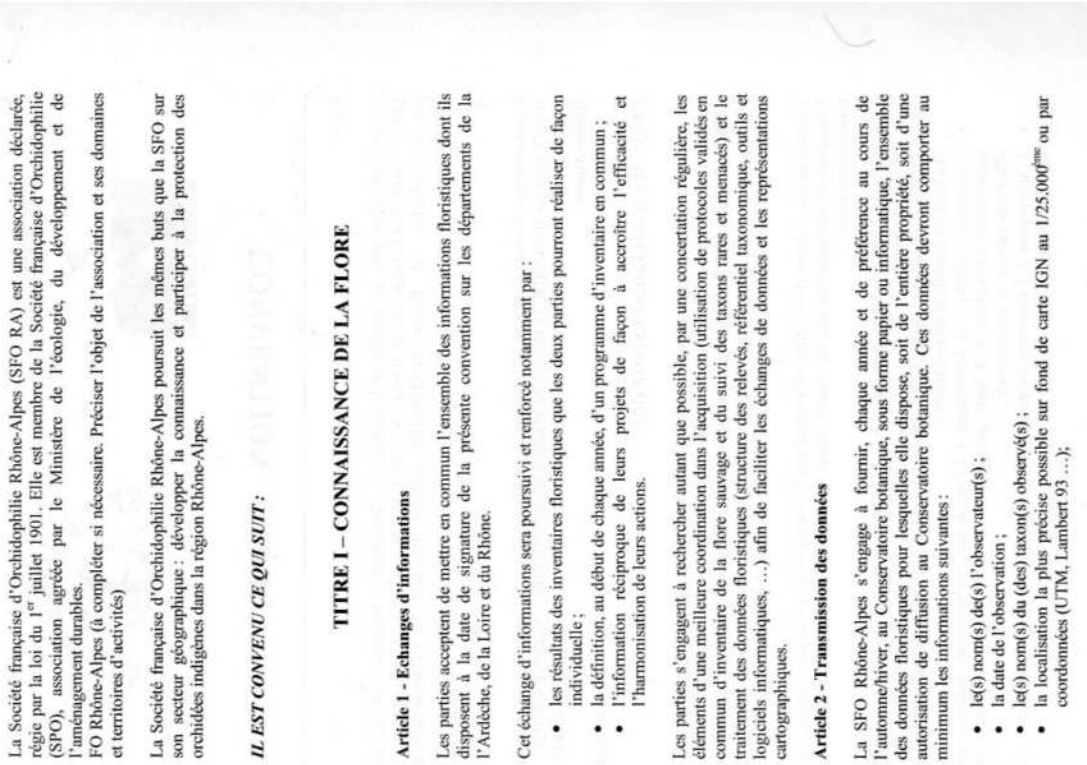 La Société française d'Orchidophilie Rhône-Alpes (SFO RA) est une association déclarée,
régie par la loi du 1er juillet 1901. Elle est membre de la Société française d'Orchidophilie
(SPO), association agréée par le Ministère de l'écologie, du développement et de
l'aménagement durables.
FO Rhône-Alpes (à compléter si nécessaire. Préciser l'objet de l'association et ses domaines
et territoires d'activités)
La Société française d'Orchidophilie Rhône-Alpes poursuit les mêmes buts que la SFO sur
son secteur géographique : développer la connaissance et participer à la protection des
orchidées indigènes dans la région Rhône-Alpes.
IL EST CONVENU CE QUI SUIT :
TITRE I – CONNAISSANCE DE LA FLORE
Article 1 - Echanges d'informations
Les parties acceptent de mettre en commun l'ensemble des informations floristiques dont ils
disposent à la date de signature de la présente convention sur les départements de la
l'Ardèche, de la Loire et du Rhône.
Cet échange d'informations sera poursuivi et renforcé notamment par :
• les résultats des inventaires floristiques que les deux parties pourront réaliser de façon
individuelle ;
• la définition, au début de chaque année, d'un programme d'inventaire en commun ;
• l'information réciproque de leurs projets de façon à accroître l'efficacité et
l'harmonisation de leurs actions.
Les parties s'engagent à rechercher autant que possible, par une concertation régulière, les
éléments d'une meilleure coordination dans l'acquisition (utilisation de protocoles validés en
commun d'inventaire de la flore sauvage et du suivi des taxons rares et menacés) et le
traitement des données floristiques (structure des relevés, référentiel taxonomique, outils et
logiciels informatiques, …) afin de faciliter les échanges de données et les représentations
cartographiques.
Article 2 - Transmission des données
La SFO Rhône-Alpes s'engage à fournir, chaque année et de préférence au cours de
l'automne/hiver, au Conservatoire botanique, sous forme papier ou informatique, l'ensemble
des données floristiques pour lesquelles elle dispose, soit de l'entière propriété, soit d'une
autorisation de diffusion au Conservatoire botanique. Ces données devront comporter au
minimum les informations suivantes :
• le(s) nom(s) de(s) l'observateur(s) ;
• la date de l'observation ;
• le(s) nom(s) du (des) taxon(s) observé(s) ;
• la localisation la plus précise possible sur fond de carte IGN au 1/25.000ème ou par
coordonnées (UTM, Lambert 93 …);